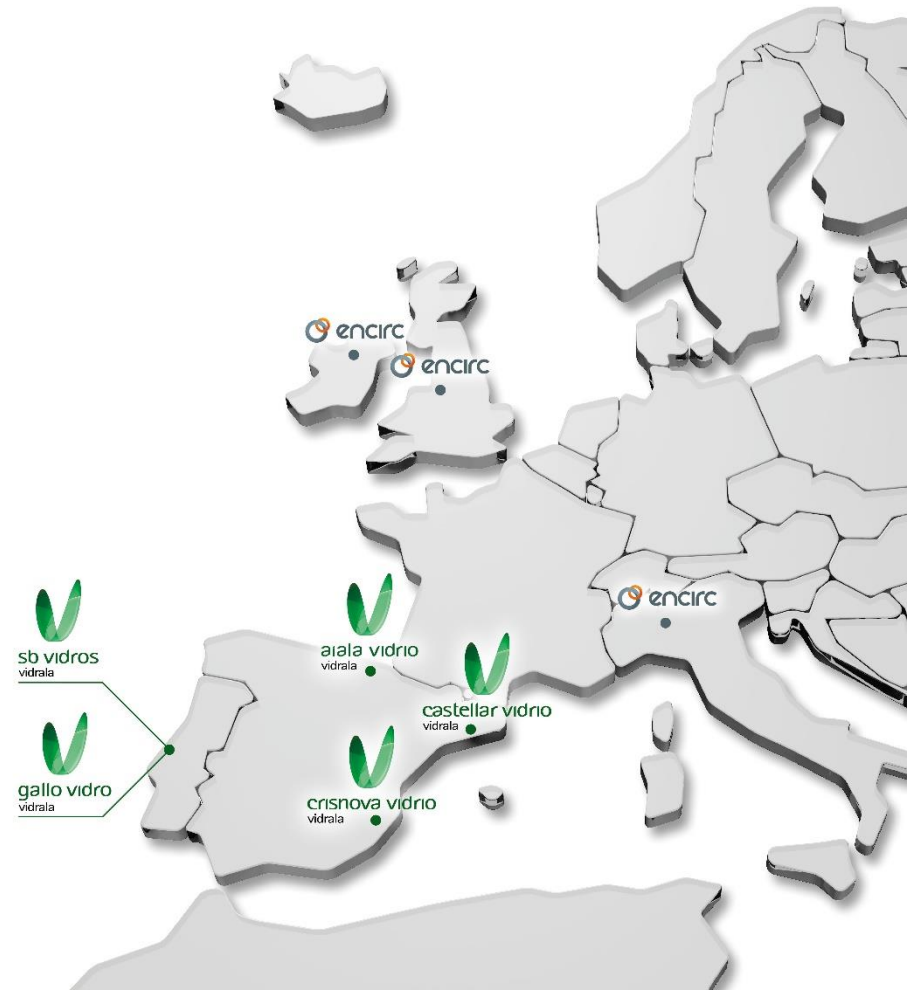 encirc
encirc
sb vidros
vidrala
aiala vidrio
vidrala
encirc
castellar vidrio
vidrala
gallo vidro
vidrala
crisnova vidrio
vidrala